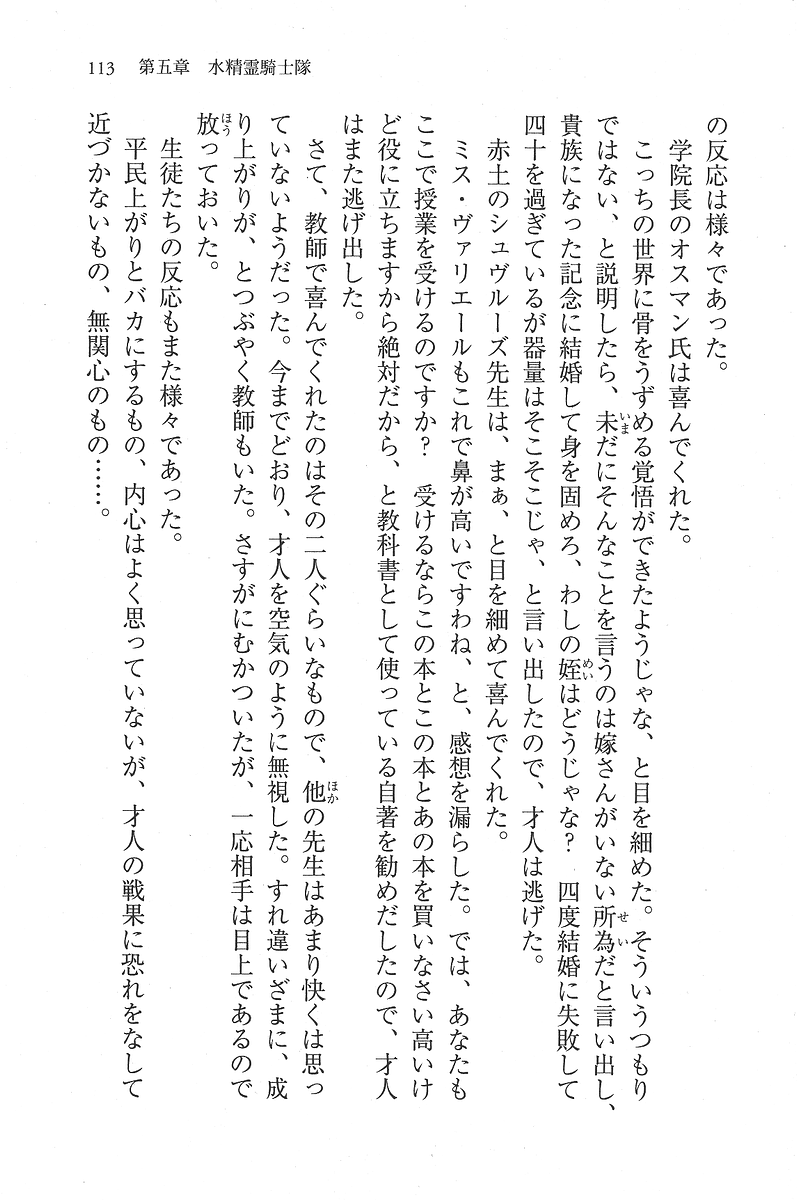 113　第五章　水精霊騎士隊
の反応は様々であった。
　学院長のオスマン氏は喜んでくれた。
　こっちの世界に骨をうずめる覚悟ができたようじゃな、と目を細めた。そういうつもり
ではない、と説明したら、未だにそんなことを言うのは嫁さんがいない所為だと言い出し、
貴族になった記念に結婚して身を固めろ、わしの姪はどうじゃな？　四度結婚に失敗して
四十を過ぎているが器量はそこそこじゃ、と言い出したので、才人は逃げた。
　赤土のシュヴルーズ先生は、まぁ、と目を細めて喜んでくれた。
　ミス・ヴァリエールもこれで鼻が高いですわね、と、感想を漏らした。では、あなたも
ここで授業を受けるのですか？　受けるならこの本とこの本とあの本を買いなさい高いけ
ど役に立ちますから絶対だから、と教科書として使っている自著を勧めだしたので、才人
はまた逃げ出した。
　さて、教師で喜んでくれたのはその二人ぐらいなもので、他の先生はあまり快くは思っ
ていないようだった。今までどおり、才人を空気のように無視した。すれ違いざまに、成
り上がりが、とつぶやく教師もいた。さすがにむかついたが、一応相手は目上であるので
放っておいた。
　生徒たちの反応もまた様々であった。
　平民上がりとバカにするもの、内心はよく思っていないが、才人の戦果に恐れをなして
近づかないもの、無関心のもの……。